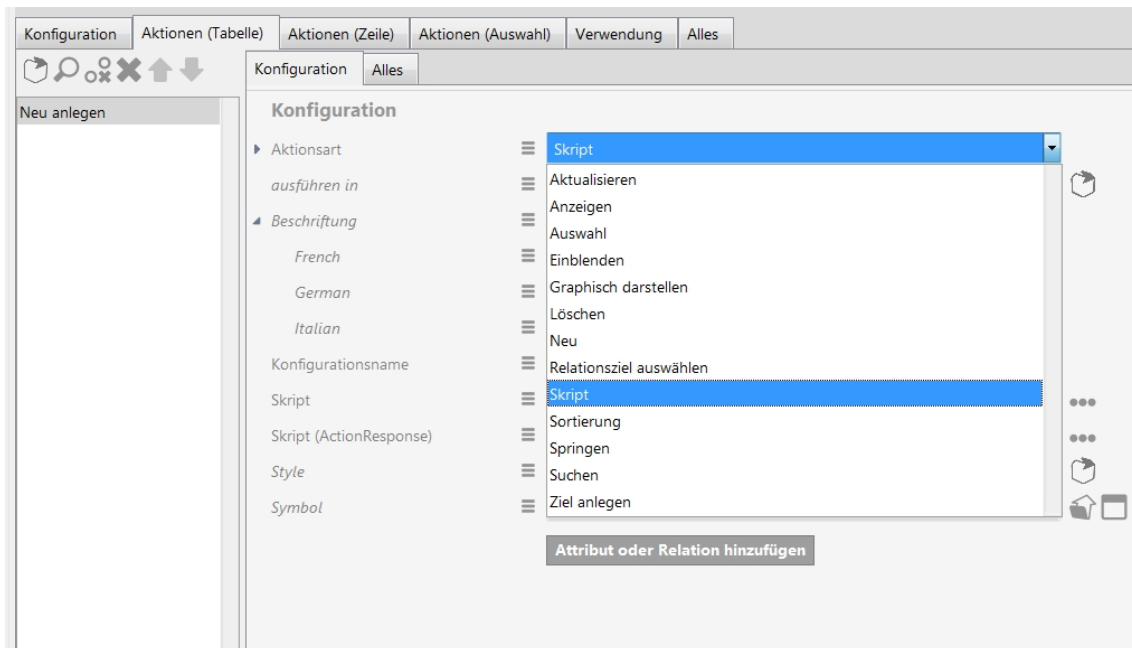 Konfiguration Aktionen (Tabelle) Aktionen (Zeile) Aktionen (Auswahl) Verwendung Alles
Konfiguration Alles
Neu anlegen
Konfiguration
Aktionsart Skript
ausführen in
Beschriftung
French
German
Italian
Konfigurationsname
Skript
Skript (ActionResponse)
Style
Symbol
Aktualisieren
Anzeigen
Auswahl
Einblenden
Graphisch darstellen
Löschen
Neu
Relationsziel auswählen
Skript
Sortierung
Springen
Suchen
Ziel anlegen
Attribut oder Relation hinzufügen